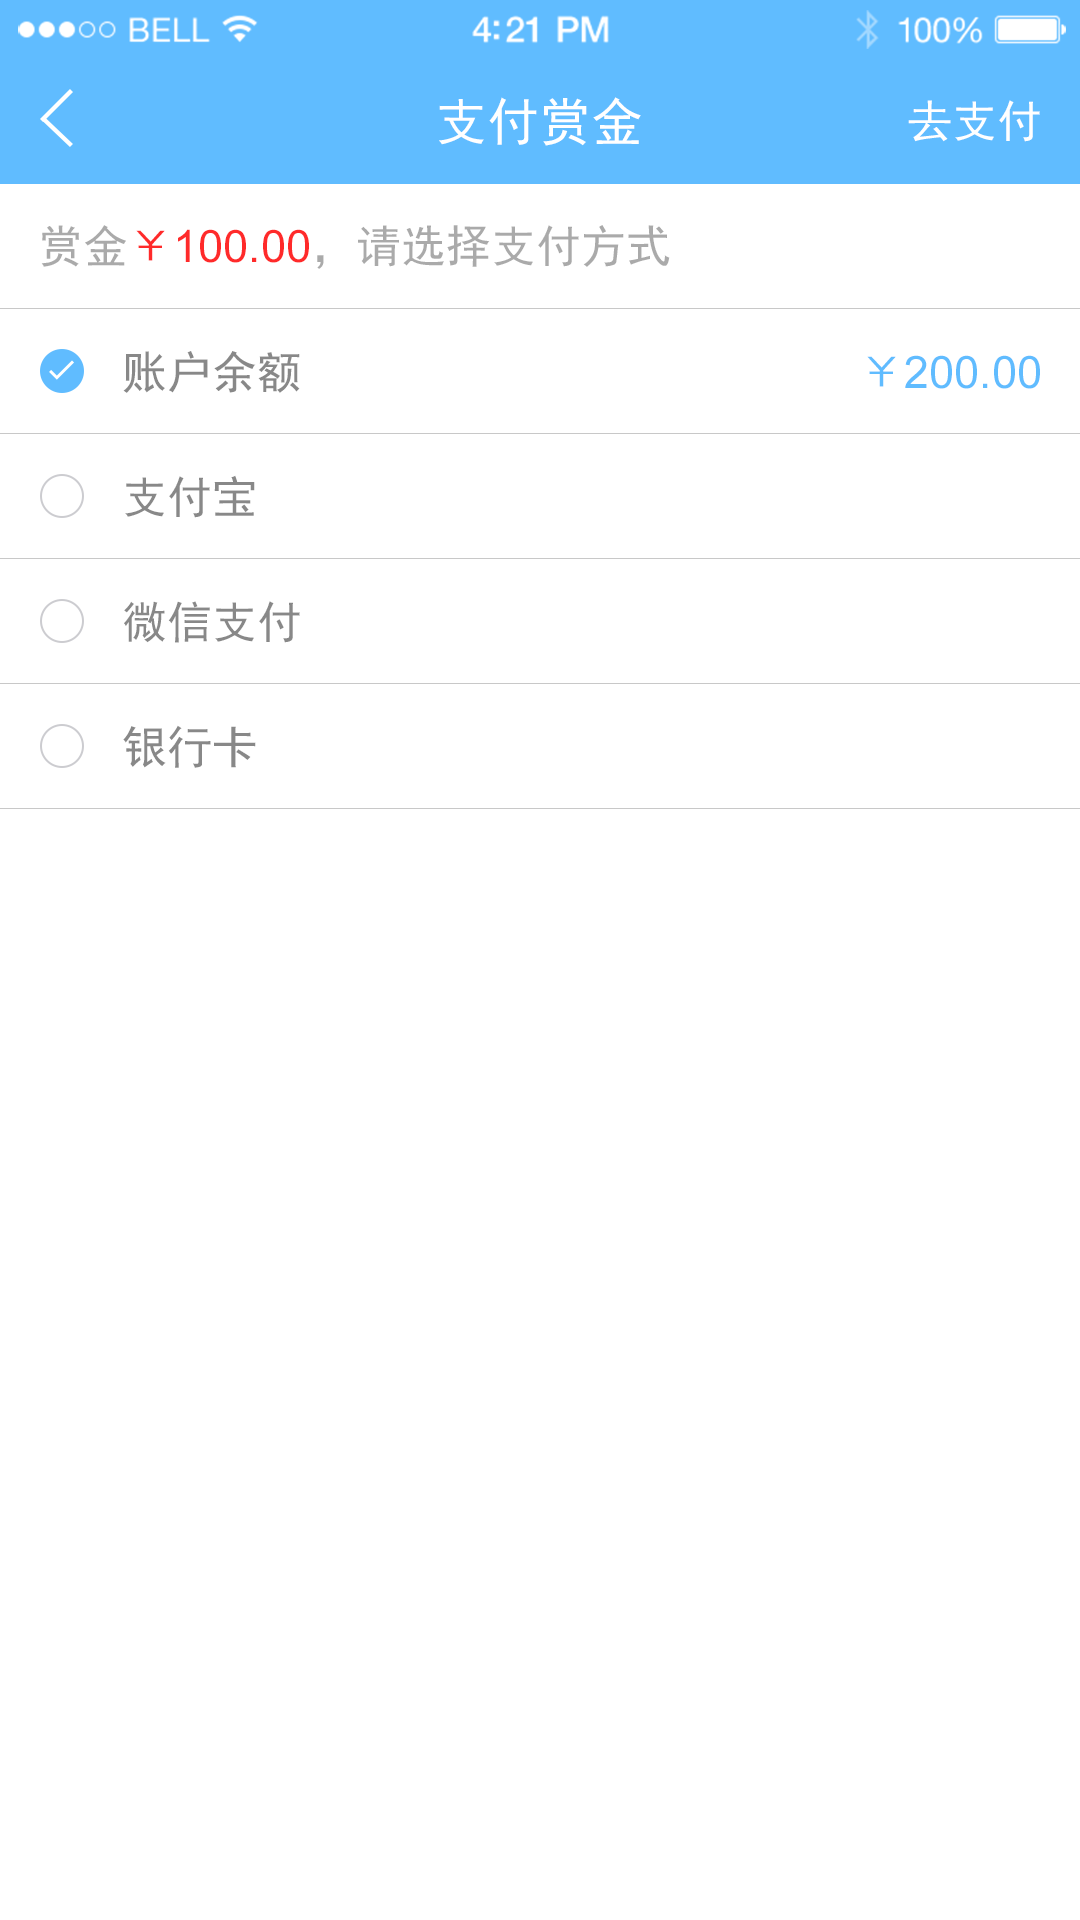 BELL 4:21 PM 100%
支付赏金 去支付
赏金￥100.00，请选择支付方式
账户余额 ￥200.00
支付宝
微信支付
银行卡